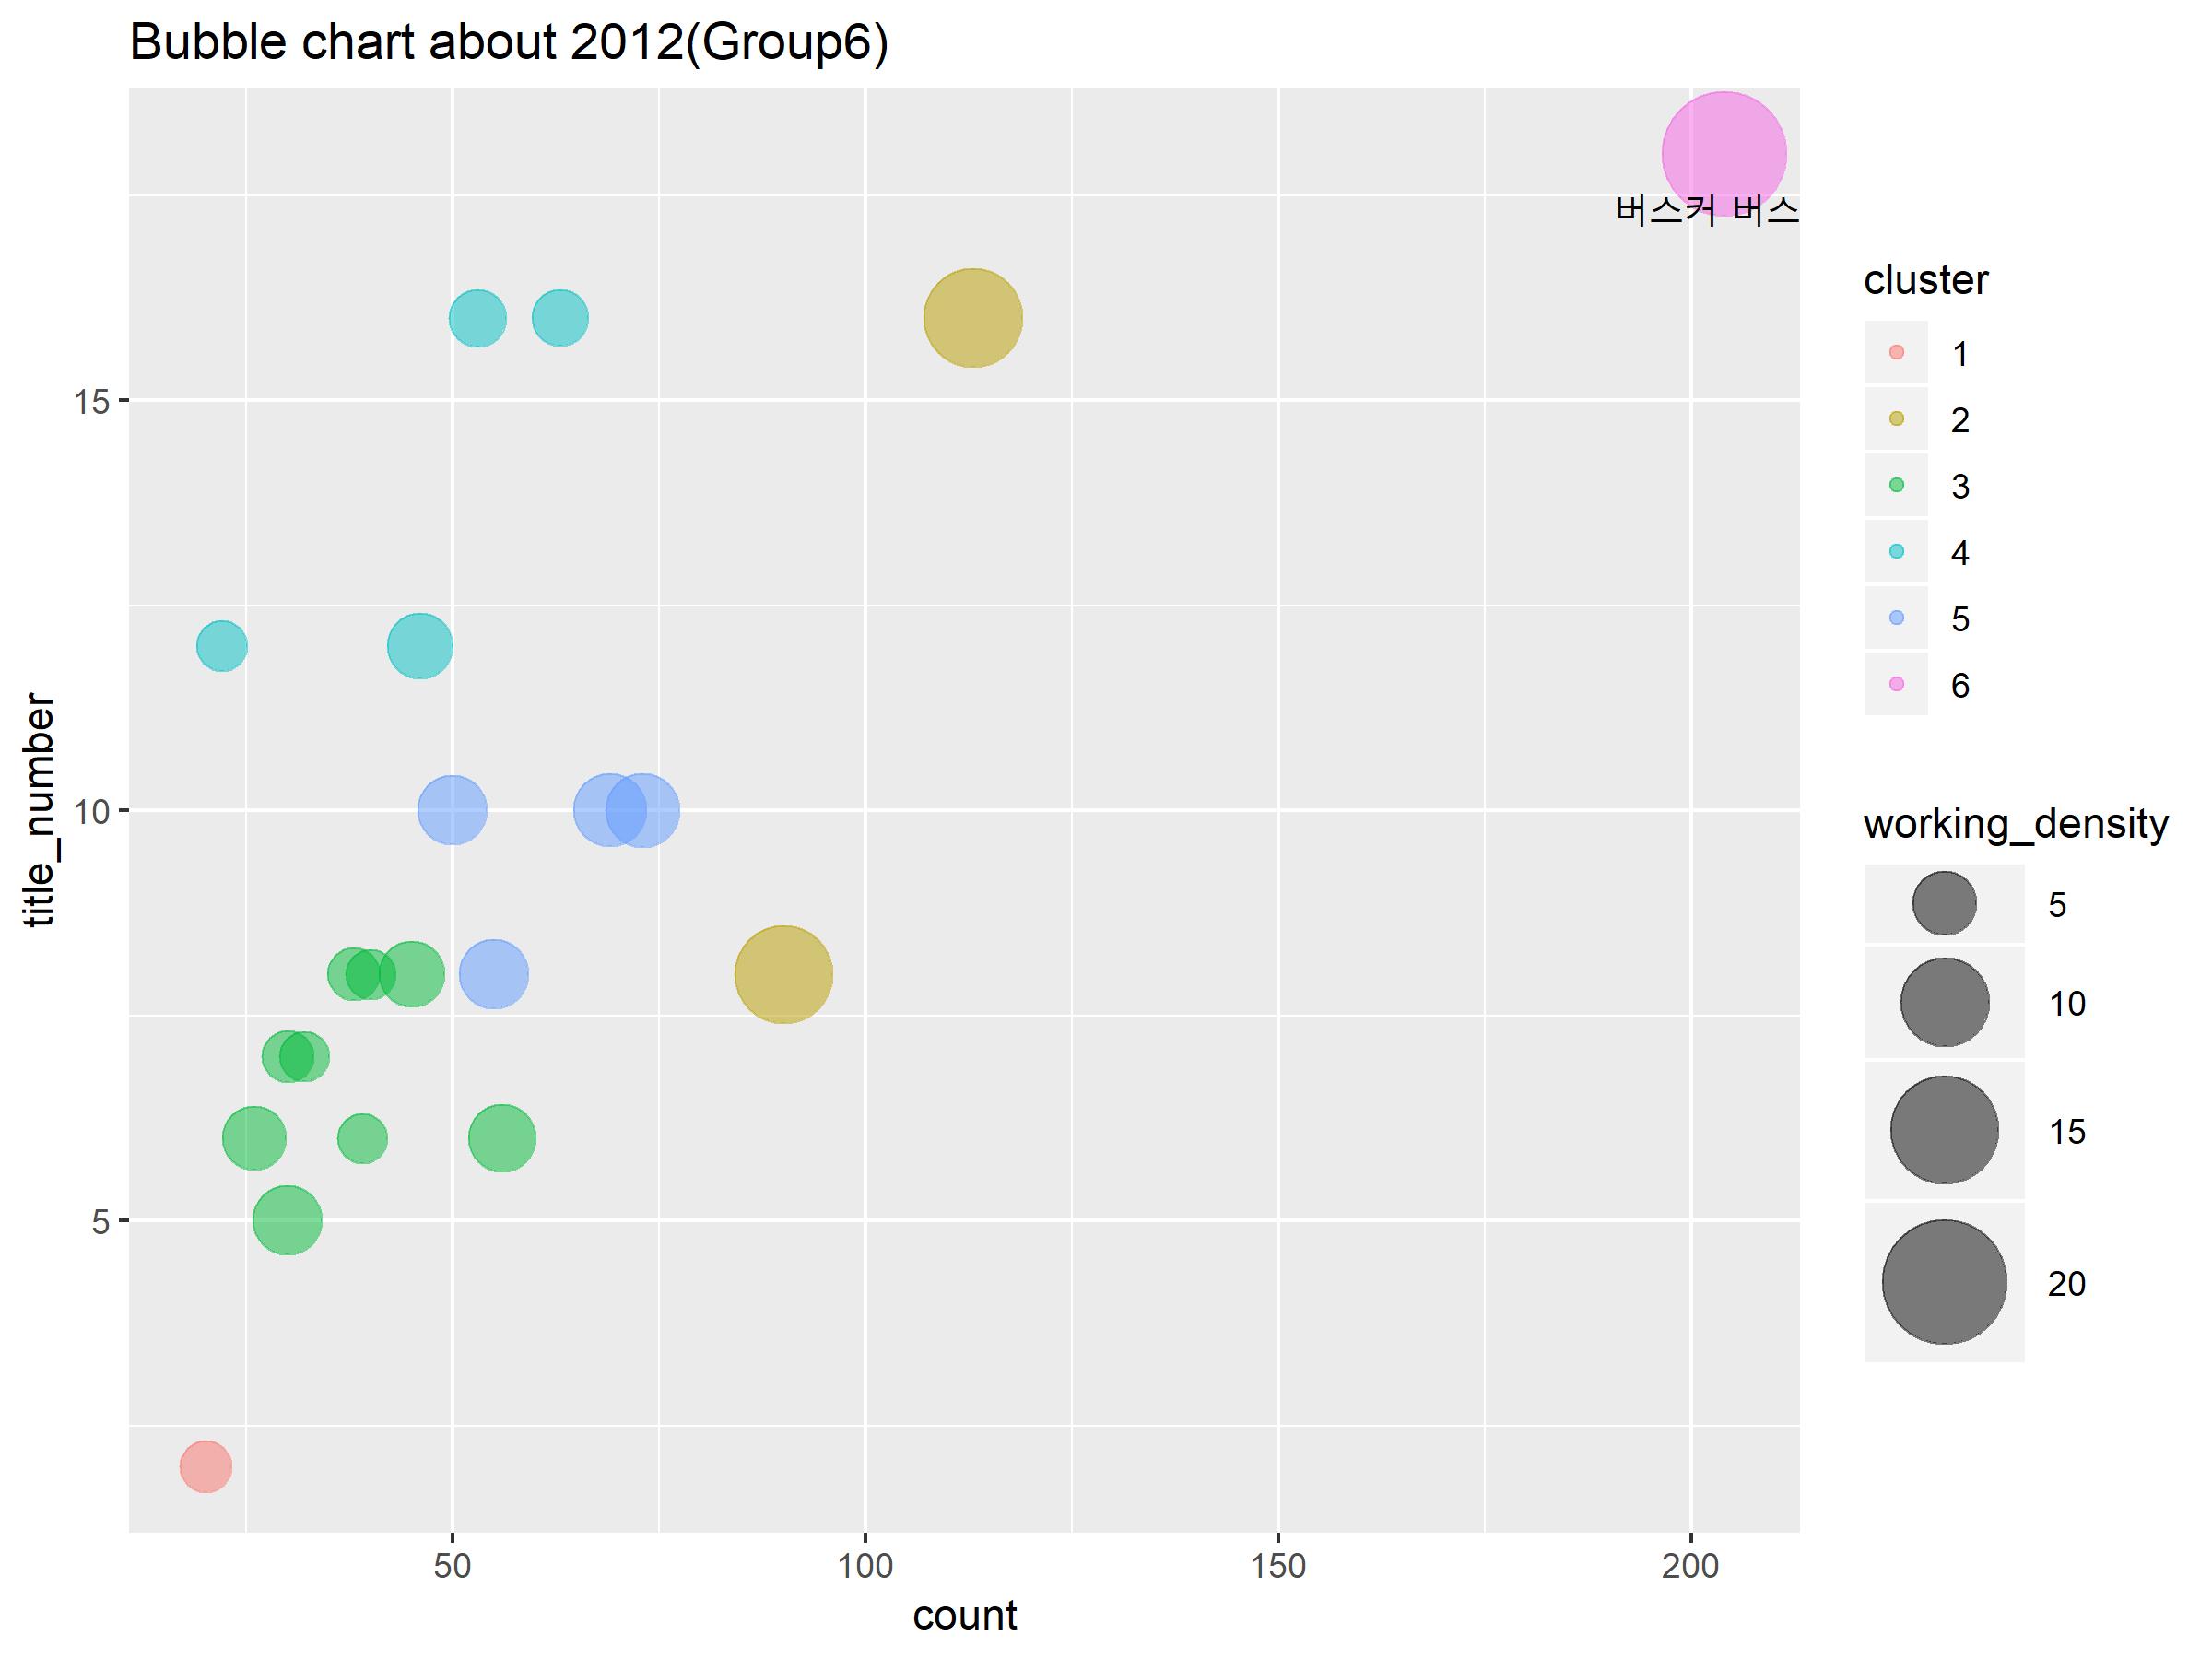 Bubble chart about 2012(Group6)
버스커 버스
title_number
15
10
5
50 100 150 200
count
cluster
1
2
3
4
5
6
working_density
5
10
15
20